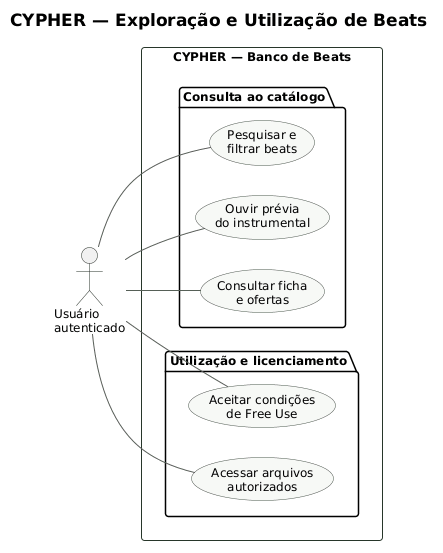 CYPHER — Exploração e Utilização de Beats
CYPHER — Banco de Beats
Consulta ao catálogo
Pesquisar e
filtrar beats
Ouvir prévia
do instrumental
Consultar ficha
e ofertas
Usuário
autenticado
Utilização e licenciamento
Aceitar condições
de Free Use
Acessar arquivos
autorizados